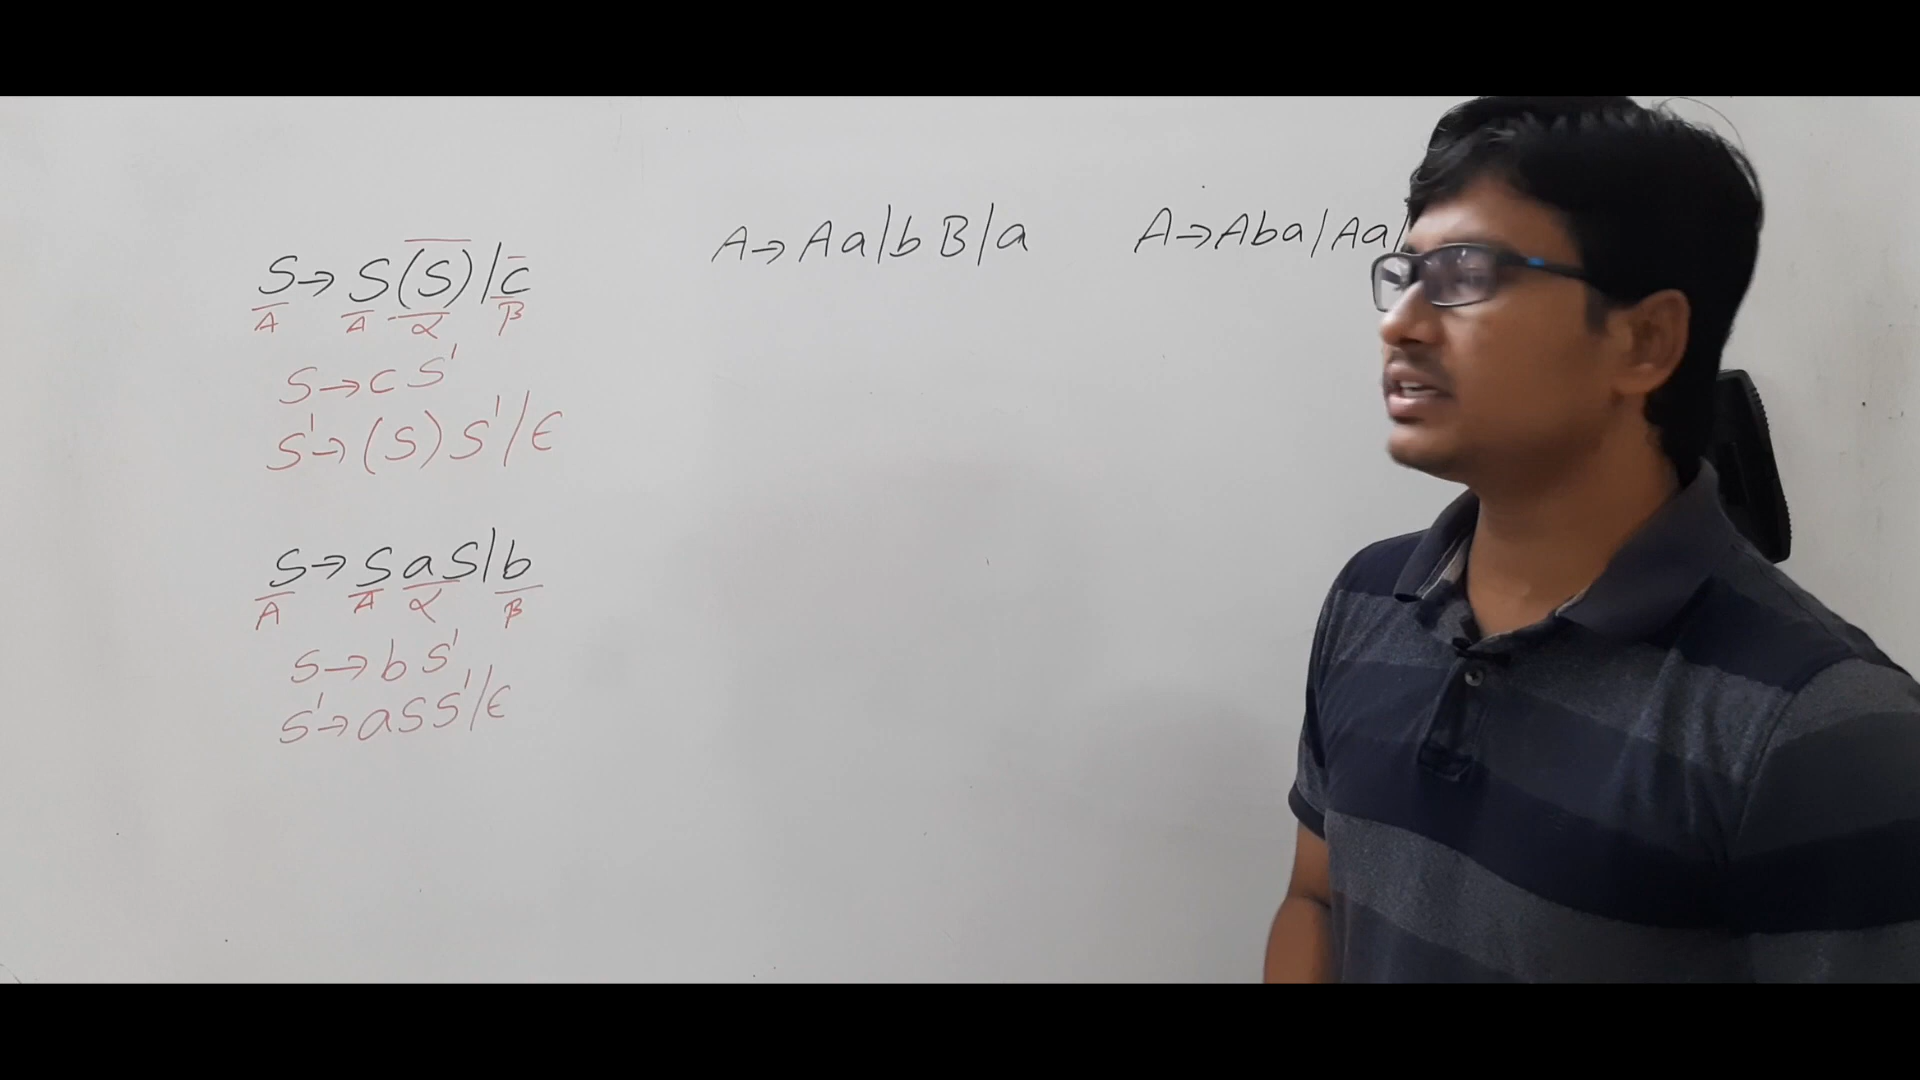 S→S(S)/c
A A α β
S→cS'
S'→(S)S'/ϵ
S→SaS/b
A A α β
S→bS'
S'→aSS'/ϵ
A→Aa/bB/a
A→Aba/Aa/